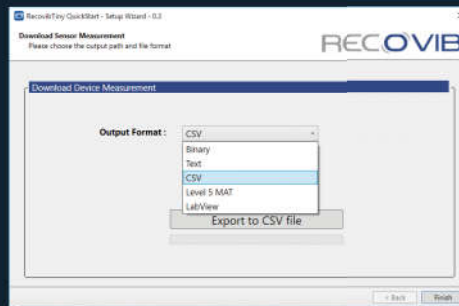 RecovibTiny QuickStart - Setup Wizard - 0.3
Download Sensor Measurement
Please choose the output path and file format
RECOVIB
Download Device Measurement
Output Format : CSV
Binary
Text
CSV
Level 5 MAT
LabView
Export to CSV file
< Back Finish